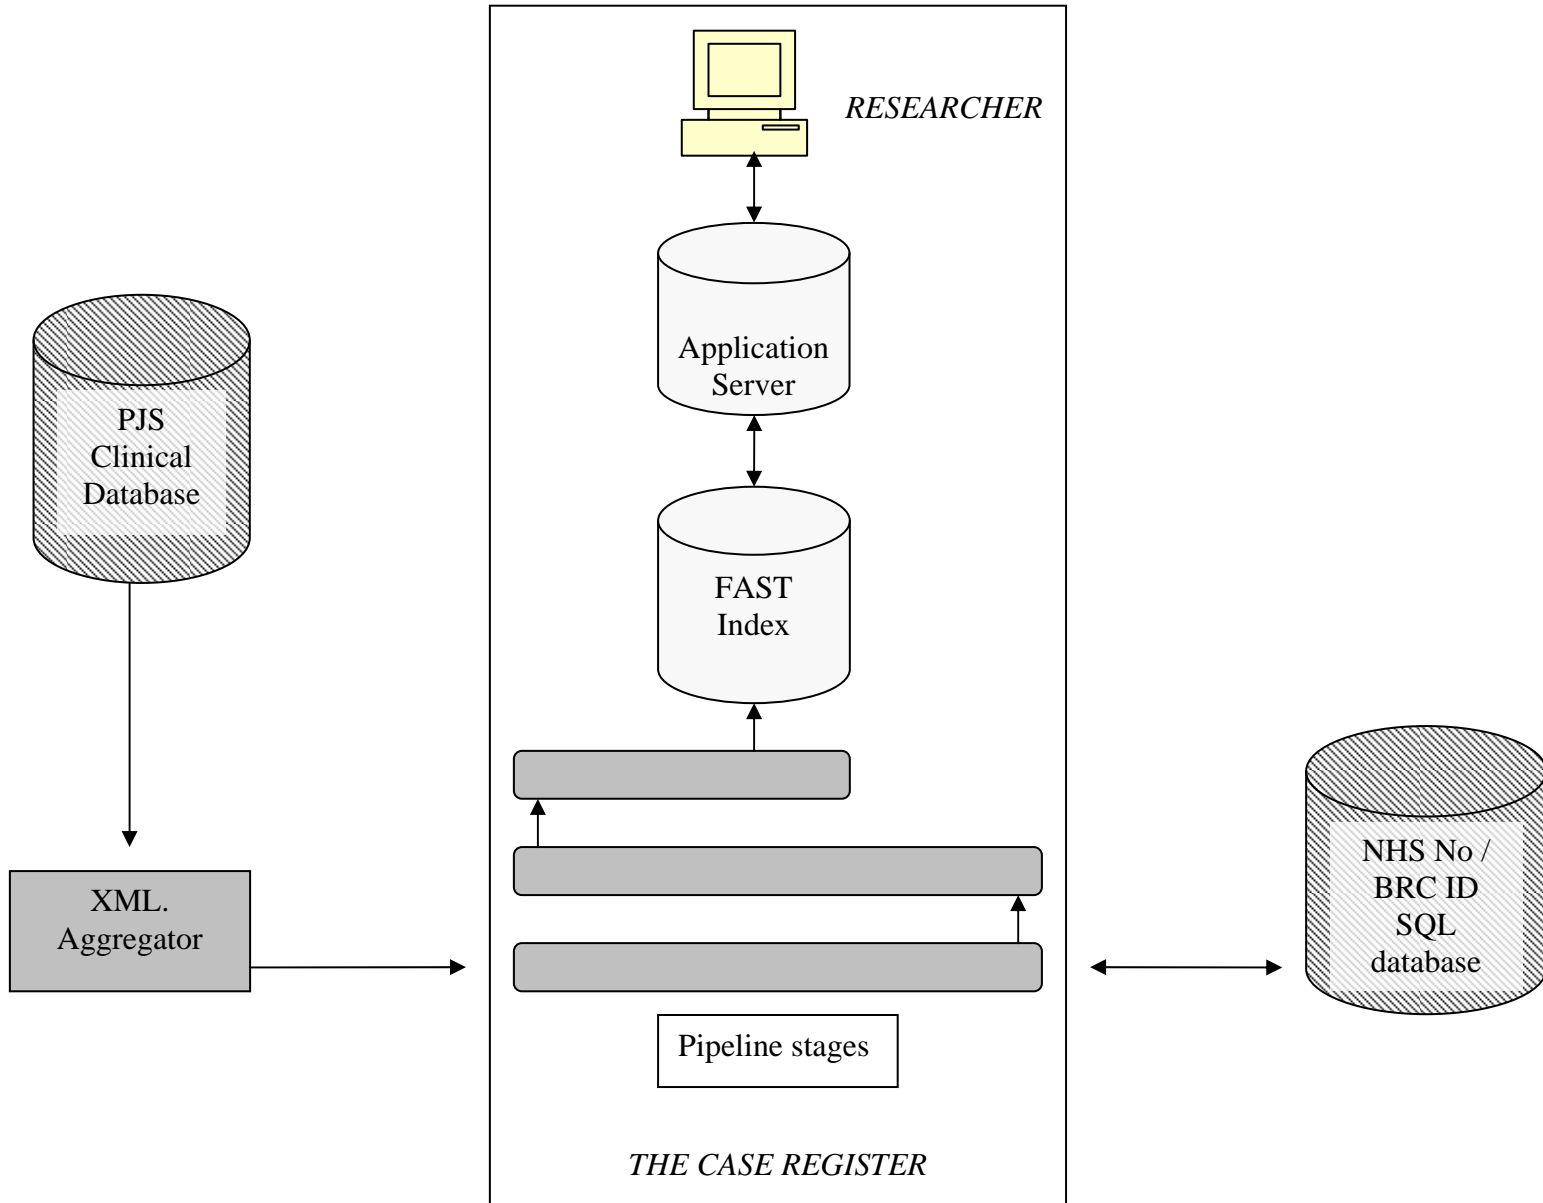 RESEARCHER
Application
Server
PJS
Clinical
Database
FAST
Index
XML.
Aggregator
NHS No /
BRC ID
SQL
database
Pipeline stages
THE CASE REGISTER